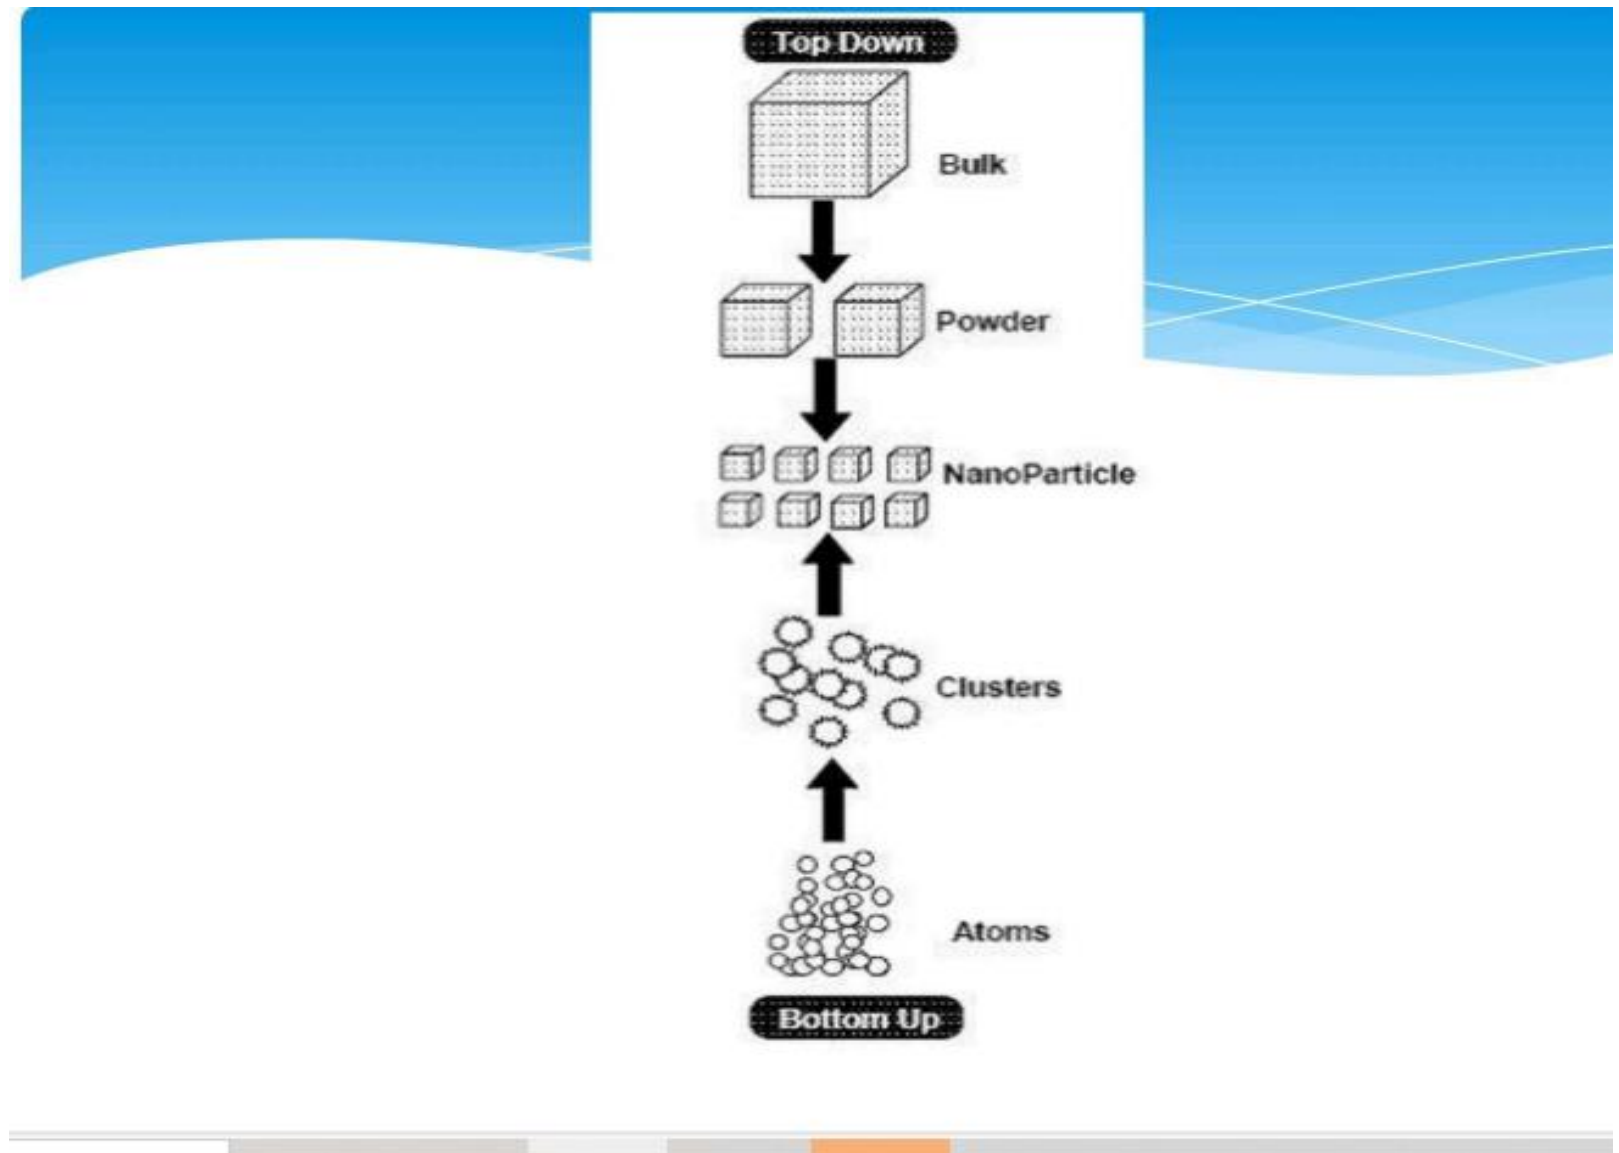 Top Down
Bulk
Powder
NanoParticle
Clusters
Atoms
Bottom Up